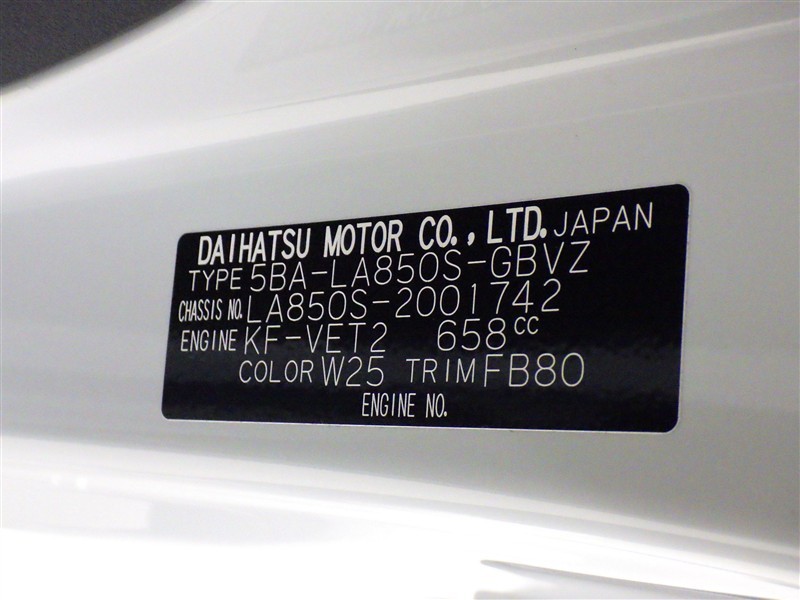 DAIHATSU MOTOR CO., LTD. JAPAN
TYPE 5BA-LA850S-GBVZ
CHASSIS NO. LA850S-2001742
ENGINE KF-VET2 658cc
COLOR W25 TRIM FB80
ENGINE NO.